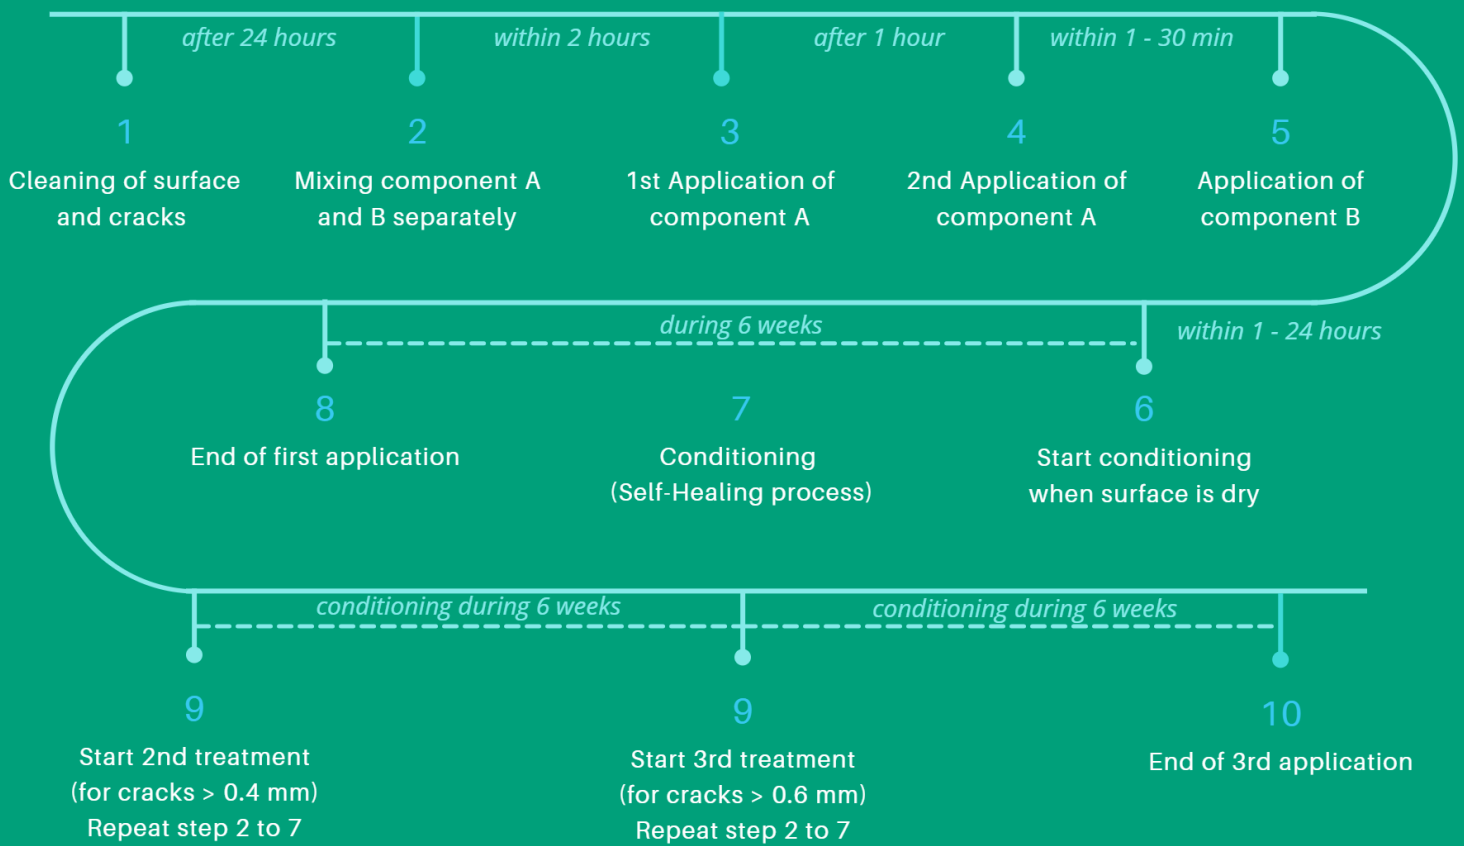 after 24 hours
within 2 hours
after 1 hour
within 1 - 30 min
1
Cleaning of surface
and cracks
2
Mixing component A
and B separately
3
1st Application of
component A
4
2nd Application of
component A
5
Application of
component B
within 1 - 24 hours
6
Start conditioning
when surface is dry
during 6 weeks
7
Conditioning
(Self-Healing process)
8
End of first application
conditioning during 6 weeks
conditioning during 6 weeks
9
Start 2nd treatment
(for cracks > 0.4 mm)
Repeat step 2 to 7
9
Start 3rd treatment
(for cracks > 0.6 mm)
Repeat step 2 to 7
10
End of 3rd application